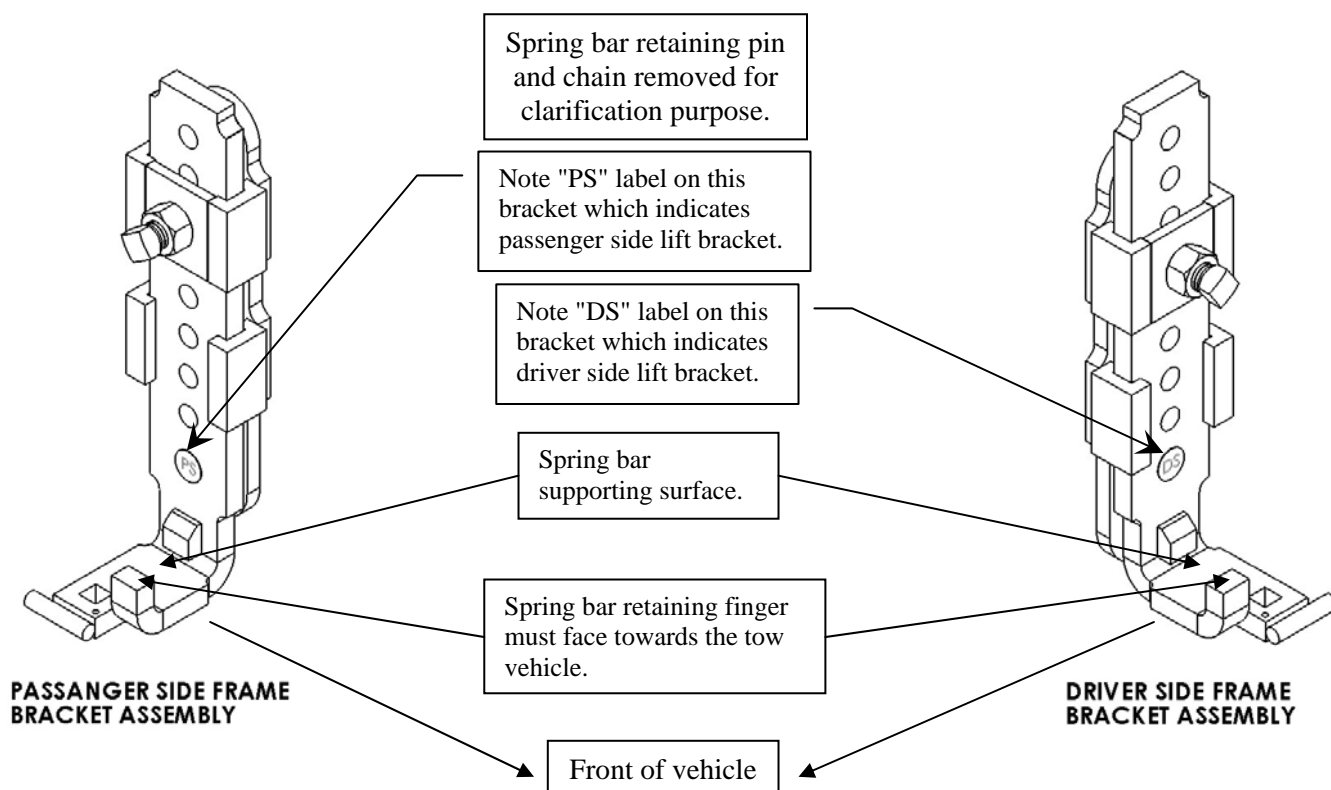 Spring bar retaining pin
and chain removed for
clarification purpose.
Note "PS" label on this
bracket which indicates
passenger side lift bracket.
Note "DS" label on this
bracket which indicates
driver side lift bracket.
PS
DS
Spring bar
supporting surface.
Spring bar retaining finger
must face towards the tow
vehicle.
PASSANGER SIDE FRAME
BRACKET ASSEMBLY
DRIVER SIDE FRAME
BRACKET ASSEMBLY
Front of vehicle